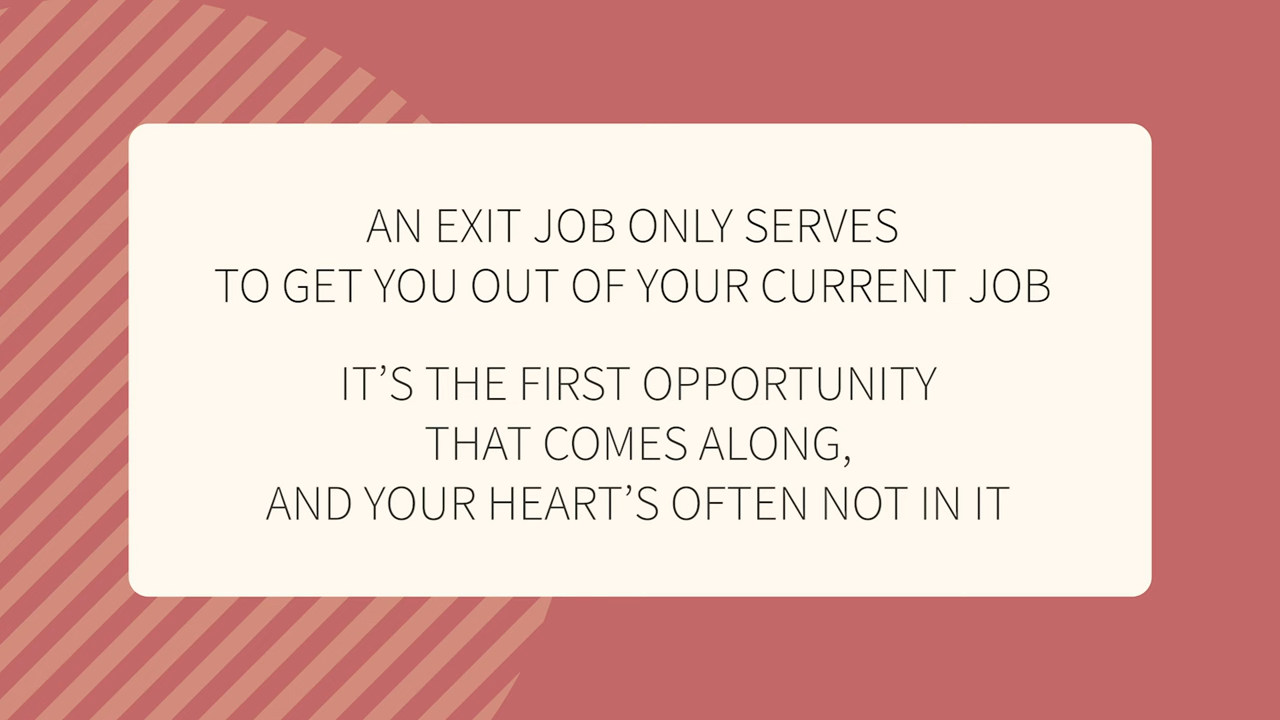 AN EXIT JOB ONLY SERVES
TO GET YOU OUT OF YOUR CURRENT JOB
IT’S THE FIRST OPPORTUNITY
THAT COMES ALONG,
AND YOUR HEART’S OFTEN NOT IN IT